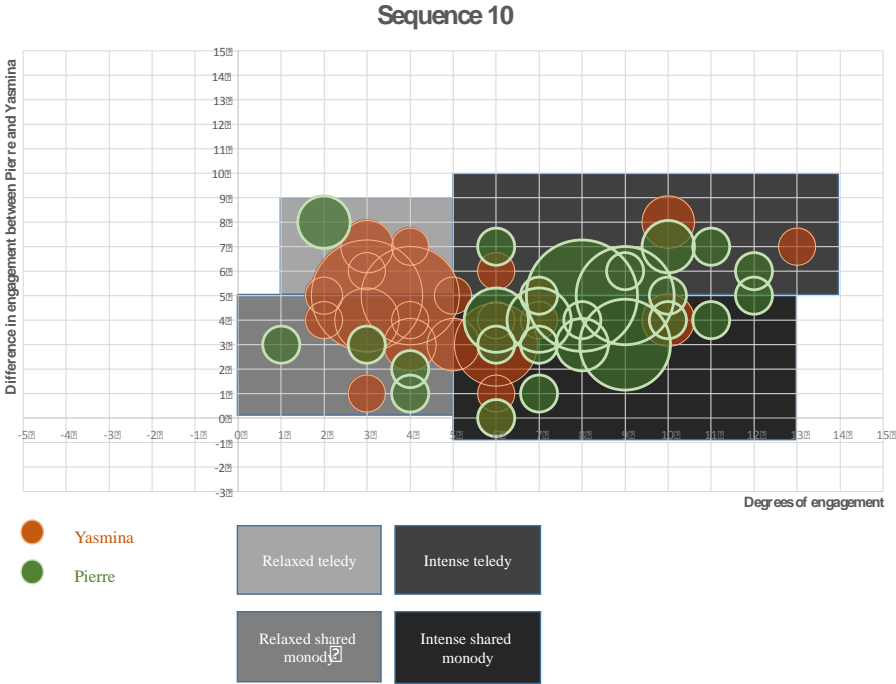 Sequence 10
Difference in engagement between Pierre and Yasmina
15
14
13
12
11
10
9
8
7
6
5
4
3
2
1
0
-1
-2
-3
-5 -4 -3 -2 -1 0 1 2 3 4 5 6 7 8 9 10 11 12 13 14 15
Degrees of engagement
Yasmina
Pierre
Relaxed teledy
Intense teledy
Relaxed shared
monody
Intense shared
monody